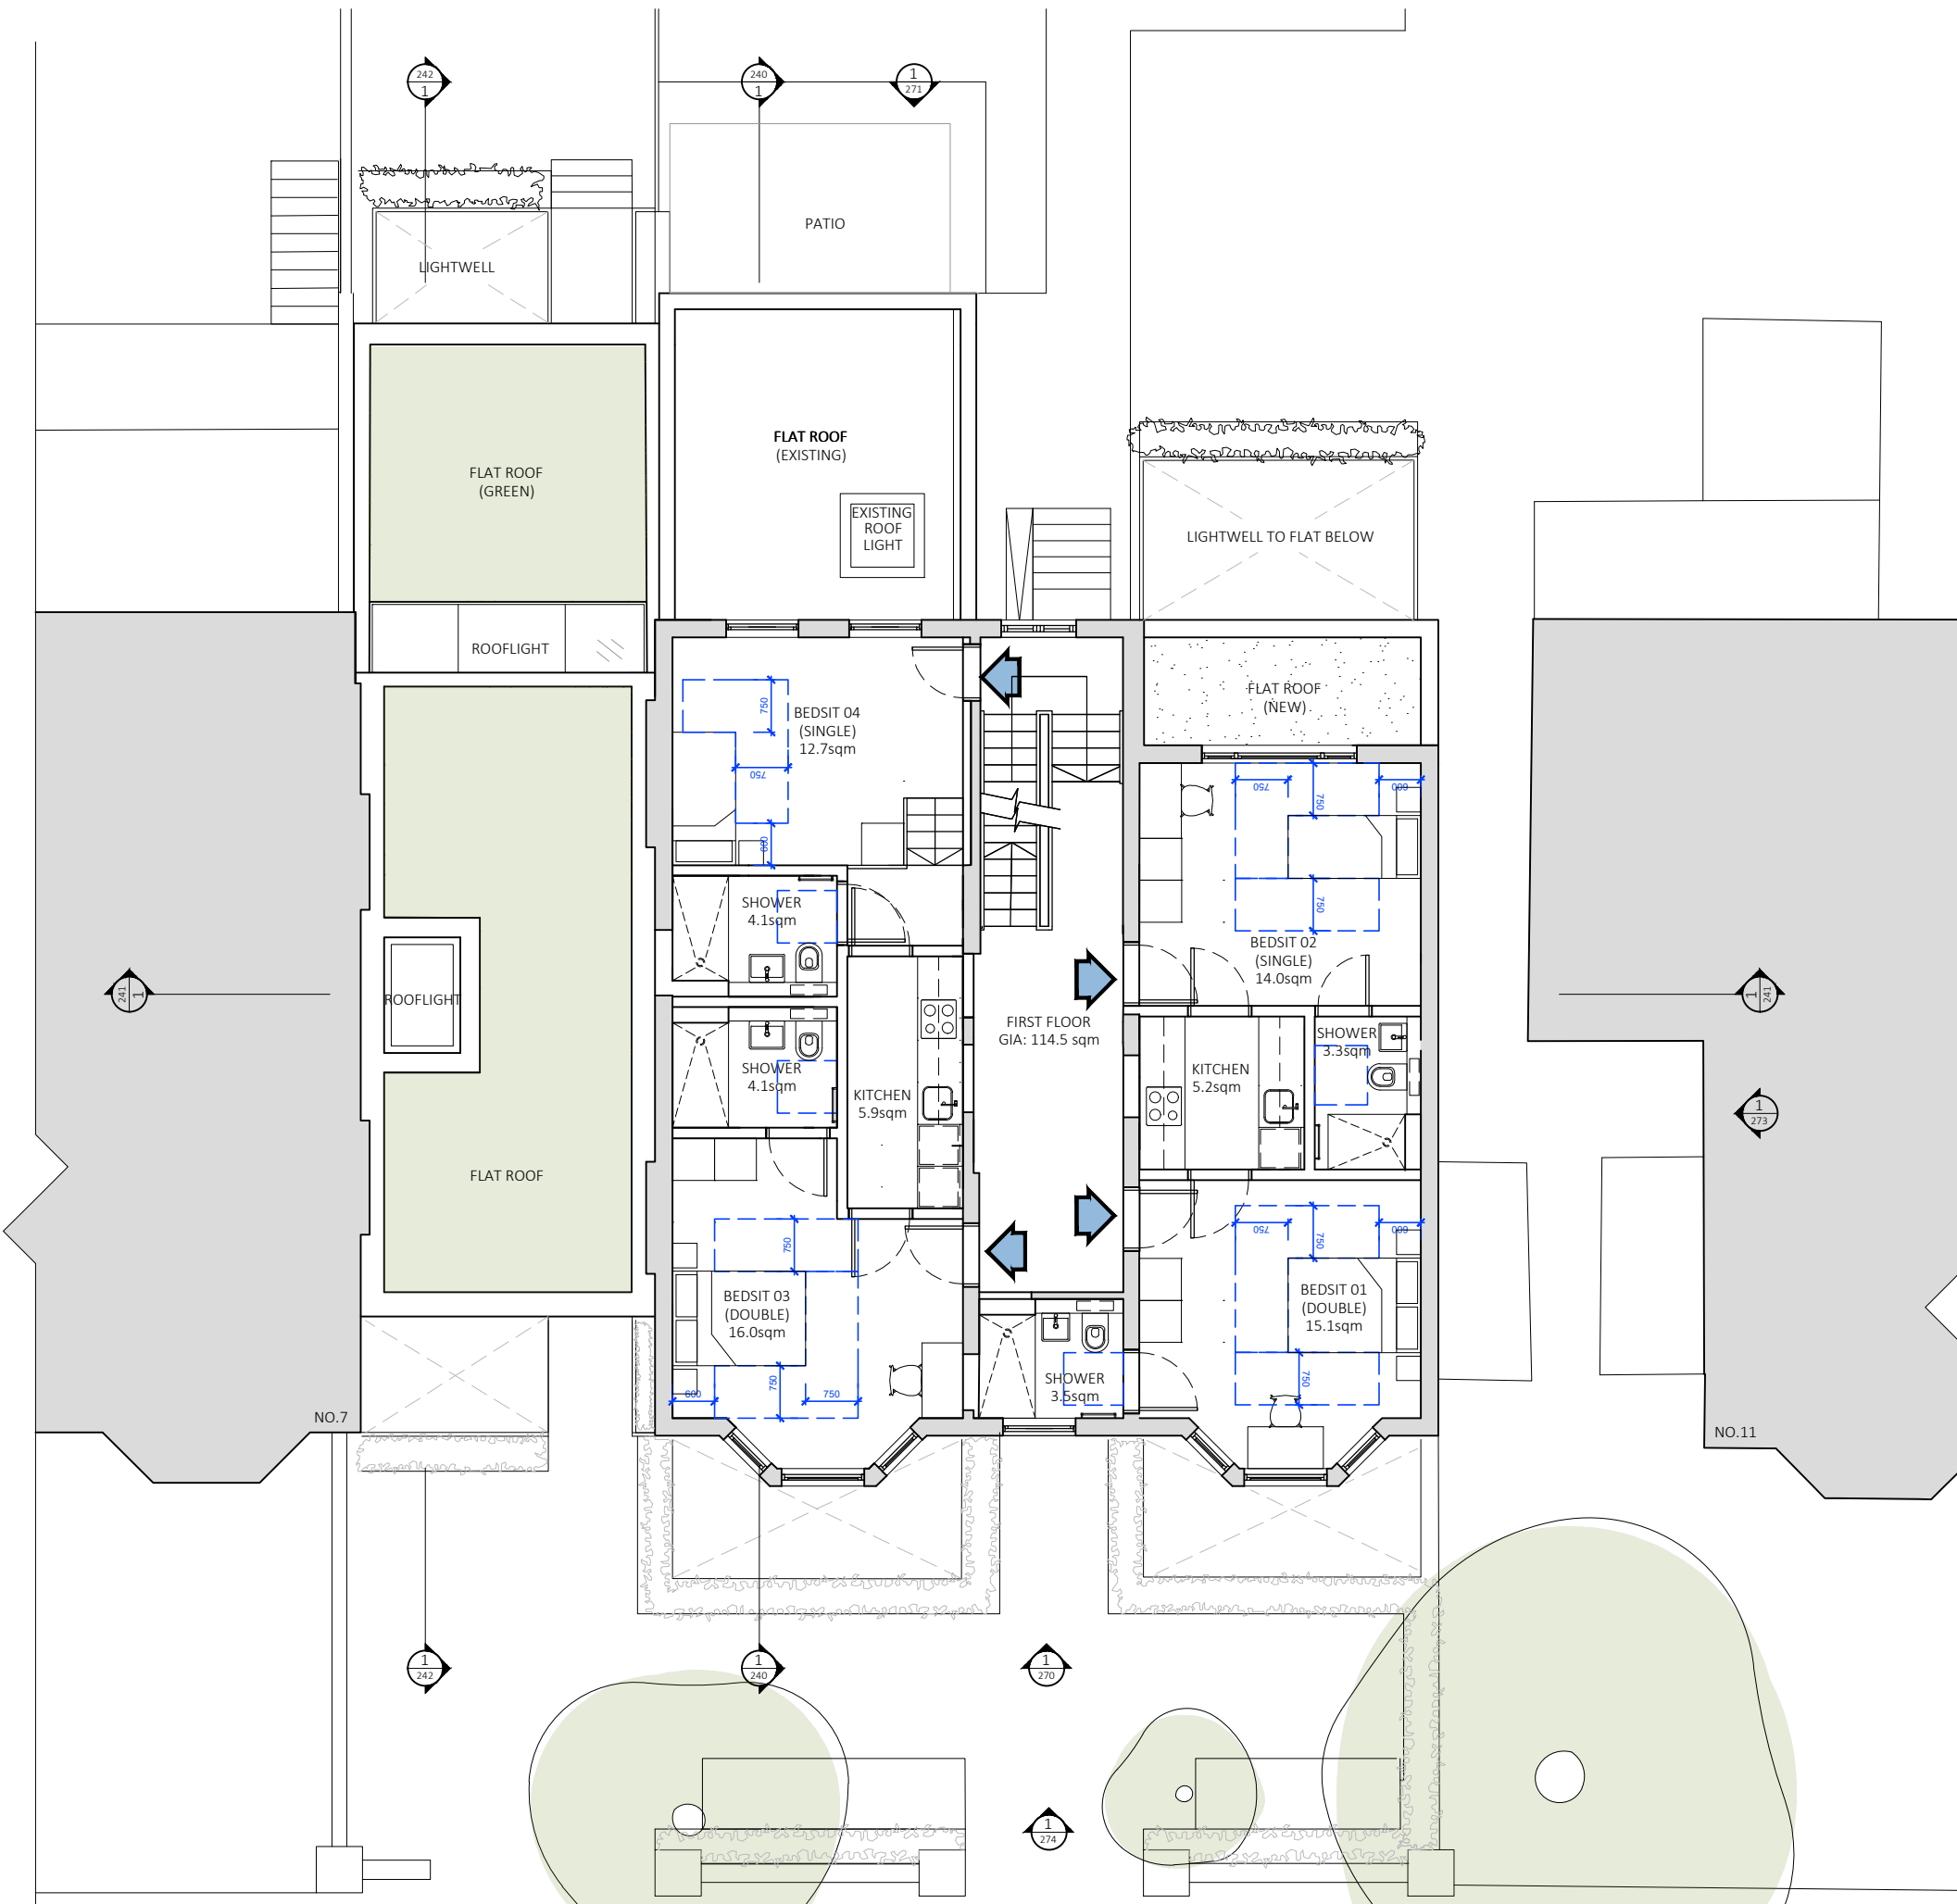 242
1
240
1
1
271
PATIO
LIGHTWELL
FLAT ROOF
(EXISTING)
FLAT ROOF
(GREEN)
EXISTING
ROOF
LIGHT
LIGHTWELL TO FLAT BELOW
ROOFLIGHT
FLAT ROOF
(NEW)
BEDSIT 04
(SINGLE)
12.7sqm
750
750
600
750
750
600
750
BEDSIT 02
(SINGLE)
14.0sqm
SHOWER
4.1sqm
241
1
ROOFLIGHT
1
241
FIRST FLOOR
GIA: 114.5 sqm
SHOWER
3.3sqm
SHOWER
4.1sqm
KITCHEN
5.9sqm
KITCHEN
5.2sqm
1
273
FLAT ROOF
750
750
750
600
BEDSIT 03
(DOUBLE)
16.0sqm
BEDSIT 01
(DOUBLE)
15.1sqm
SHOWER
3.5sqm
600
750
750
750
NO.7
NO.11
1
242
1
240
1
270
1
274